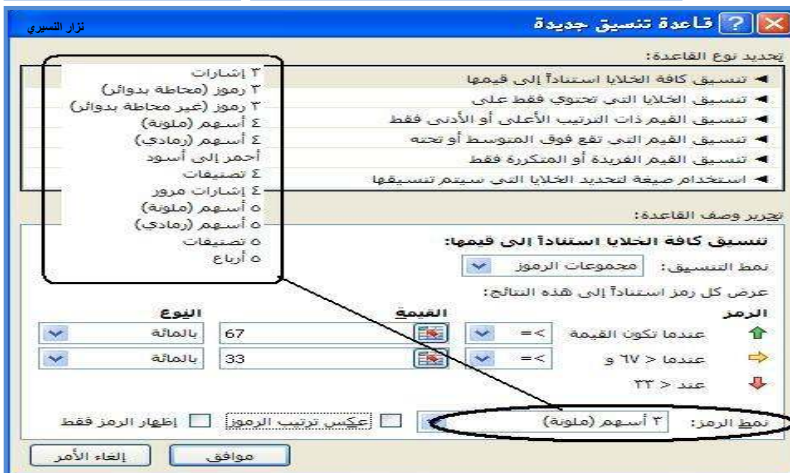 قاعدة تنسيق جديدة
نزار النسيري
تحديد نوع القاعدة:
◄ تنسيق كافة الخلايا استناداً إلى قيمها
◄ تنسيق الخلايا التي تحتوي فقط على
◄ تنسيق القيم ذات الترتيب الأعلى أو الأدنى فقط
◄ تنسيق القيم التي تقع فوق المتوسط أو تحته
◄ تنسيق القيم الفريدة أو المتكررة فقط
◄ استخدام صيغة لتحديد الخلايا التي سيتم تنسيقها
٣ إشارات
٣ رموز (محاطة بدوائر)
٣ رموز (غير محاطة بدوائر)
٤ أسهم (ملونة)
٤ أسهم (رمادي)
أحمر إلى أسود
٤ تصنيفات
٤ إشارات مرور
٥ أسهم (ملونة)
٥ أسهم (رمادي)
٥ تصنيفات
٥ أرباع
تحرير وصف القاعدة:
تنسيق كافة الخلايا استناداً إلى قيمها:
نمط التنسيق: مجموعات الرموز
عرض كل رمز استناداً إلى هذه النتائج:
الرمز القيمة النوع
عندما تكون القيمة >= 67 بالمائة
عندما < ٦٧ و >= 33 بالمائة
عند < ٣٣
نمط الرمز: ٣ أسهم (ملونة) عكس ترتيب الرموز إظهار الرمز فقط
موافق إلغاء الأمر